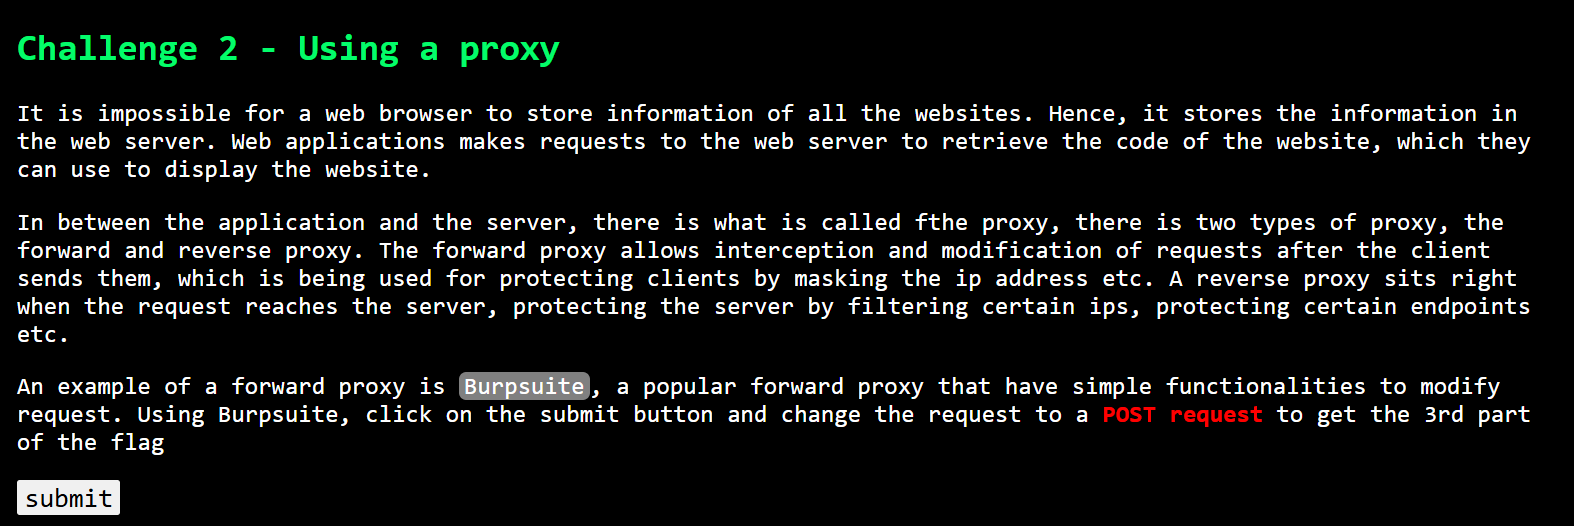 Challenge 2 - Using a proxy
It is impossible for a web browser to store information of all the websites. Hence, it stores the information in
the web server. Web applications makes requests to the web server to retrieve the code of the website, which they
can use to display the website.
In between the application and the server, there is what is called fthe proxy, there is two types of proxy, the
forward and reverse proxy. The forward proxy allows interception and modification of requests after the client
sends them, which is being used for protecting clients by masking the ip address etc. A reverse proxy sits right
when the request reaches the server, protecting the server by filtering certain ips, protecting certain endpoints
etc.
An example of a forward proxy is Burpsuite, a popular forward proxy that have simple functionalities to modify
request. Using Burpsuite, click on the submit button and change the request to a POST request to get the 3rd part
of the flag
submit